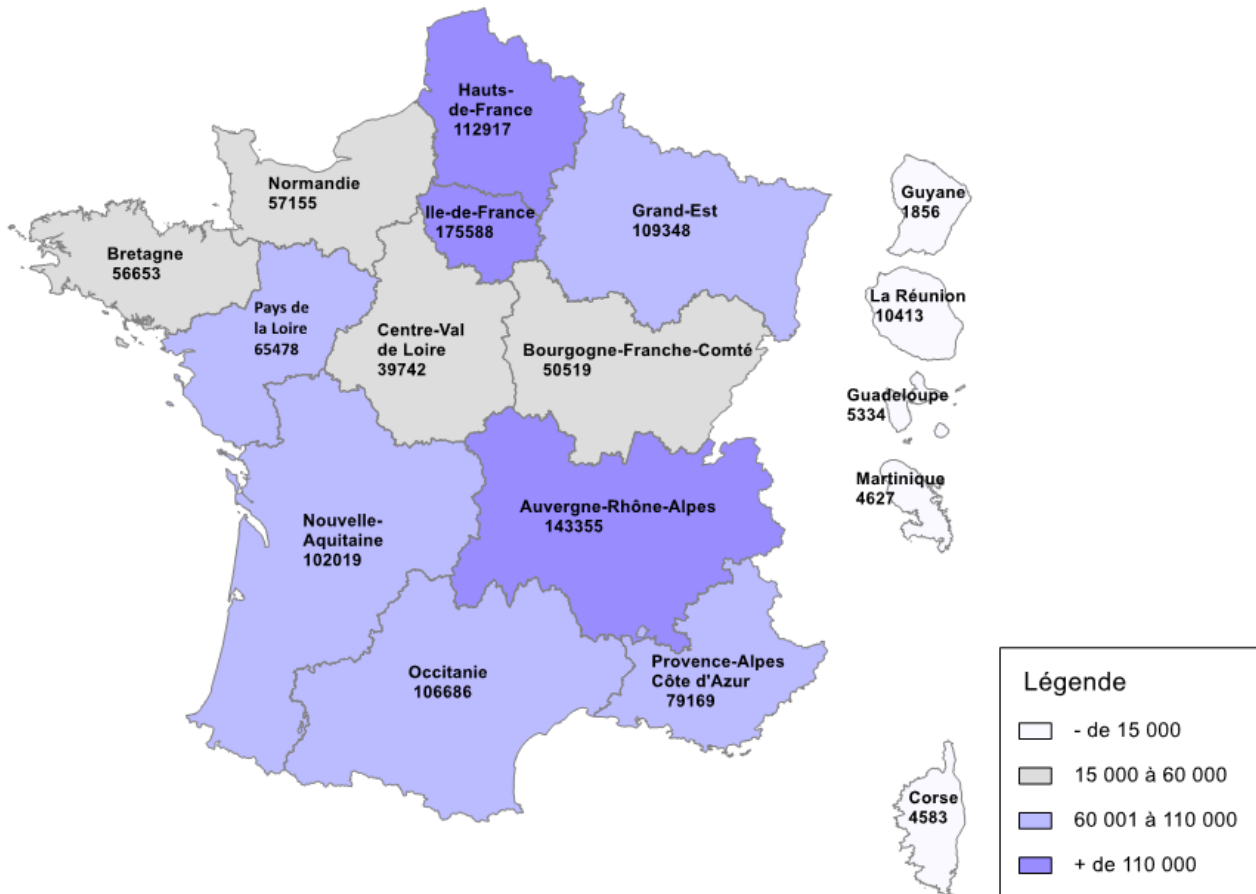 Hauts-
de-France
112917
Normandie
57155
Ile-de-France
175588
Grand-Est
109348
Guyane
1856
Bretagne
56653
Pays de
la Loire
65478
Centre-Val
de Loire
39742
Bourgogne-Franche-Comté
50519
La Réunion
10413
Guadeloupe
5334
Martinique
4627
Nouvelle-
Aquitaine
102019
Auvergne-Rhône-Alpes
143355
Occitanie
106686
Provence-Alpes
Côte d'Azur
79169
Corse
4583
Légende
- de 15 000
15 000 à 60 000
60 001 à 110 000
+ de 110 000